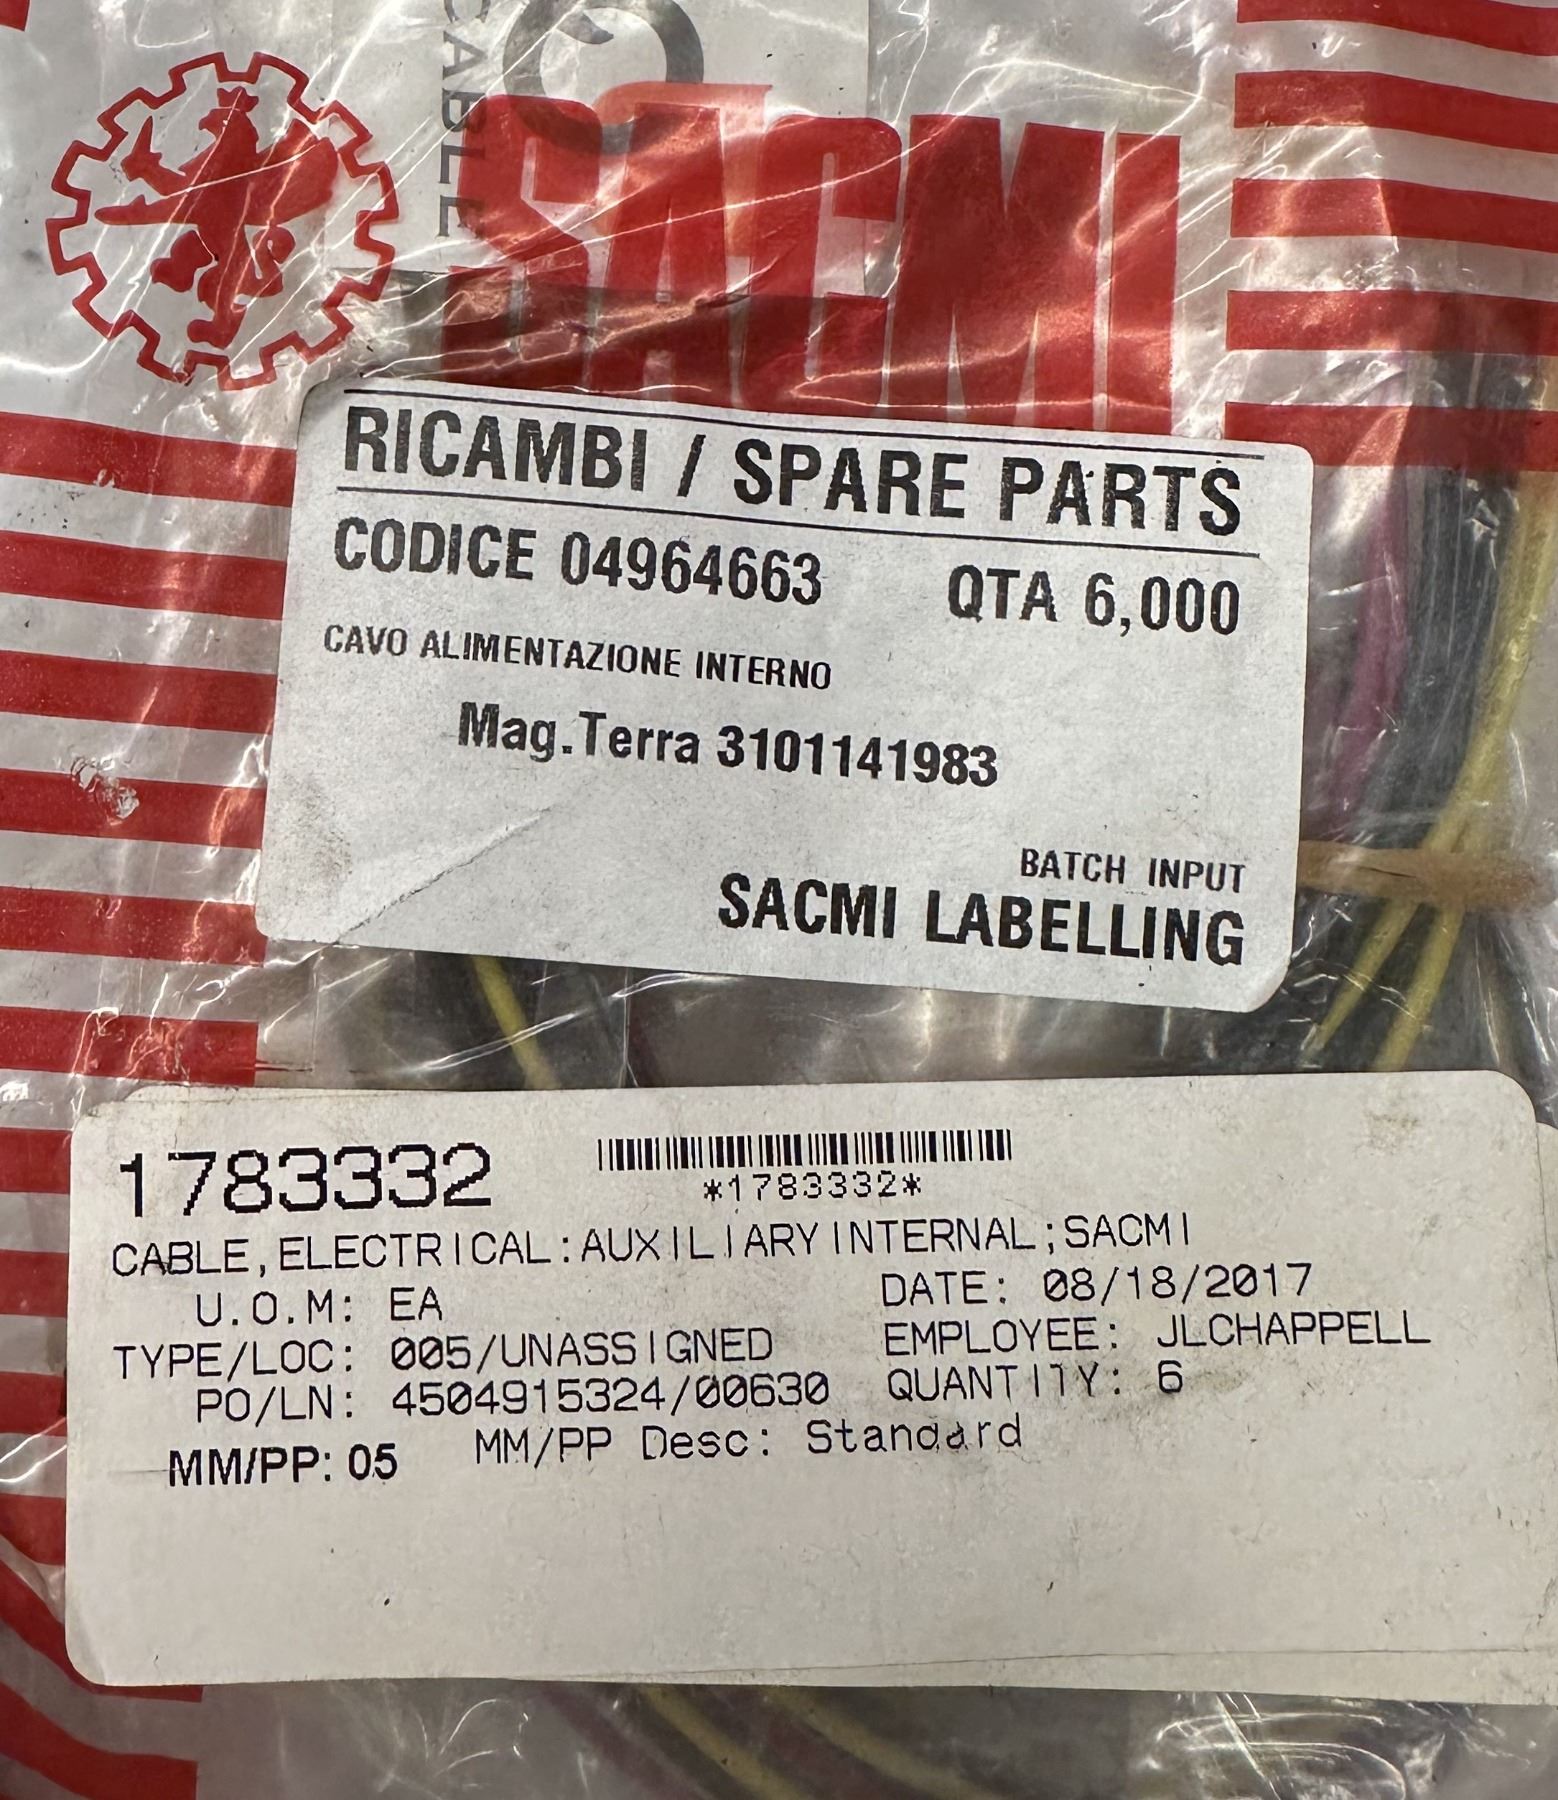 CABLE
SACMI
RICAMBI / SPARE PARTS
CODICE 04964663 QTA 6,000
CAVO ALIMENTAZIONE INTERNO
Mag.Terra 3101141983
BATCH INPUT
SACMI LABELLING
1783332
*1783332*
CABLE,ELECTRICAL:AUXILIARY INTERNAL;SACMI
U.O.M: EA
DATE: 08/18/2017
TYPE/LOC: 005/UNASSIGNED
EMPLOYEE: JLCHAPPELL
PO/LN: 4504915324/00630
QUANTITY: 6
MM/PP: 05
MM/PP Desc: Standard